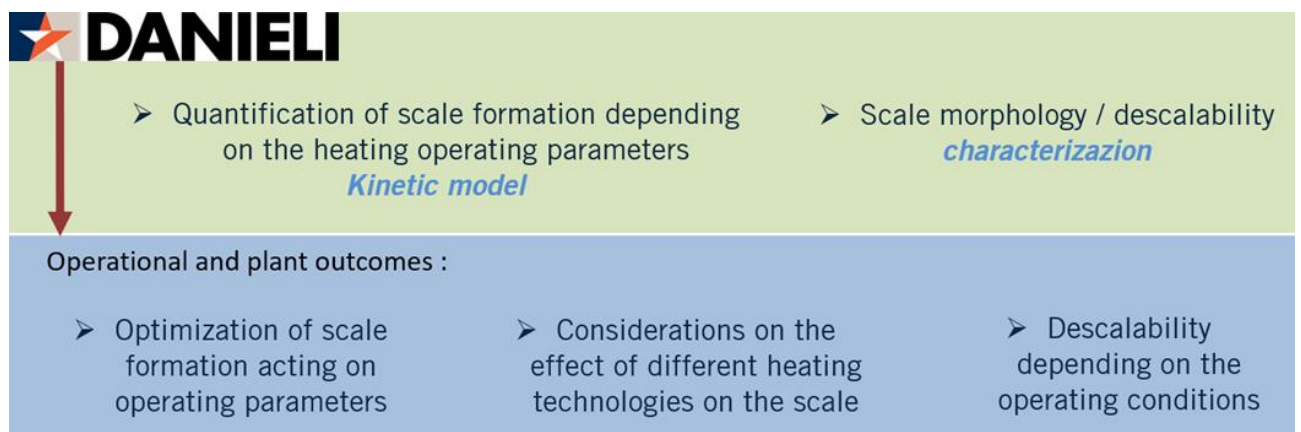 DANIELI
➢ Quantification of scale formation depending
on the heating operating parameters
Kinetic model
➢ Scale morphology / descalability
characterizazion
Operational and plant outcomes :
➢ Optimization of scale
formation acting on
operating parameters
➢ Considerations on the
effect of different heating
technologies on the scale
➢ Descalability
depending on the
operating conditions